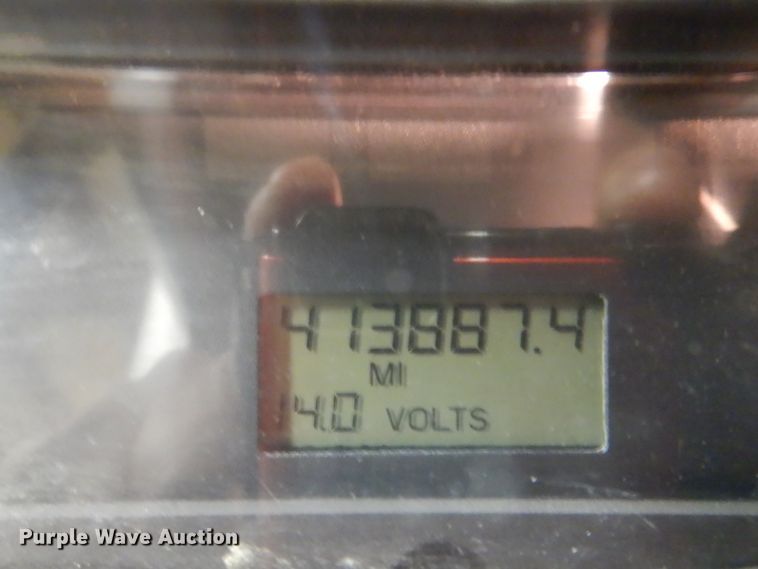 413887.4
MI
14.0 VOLTS
Purple Wave Auction